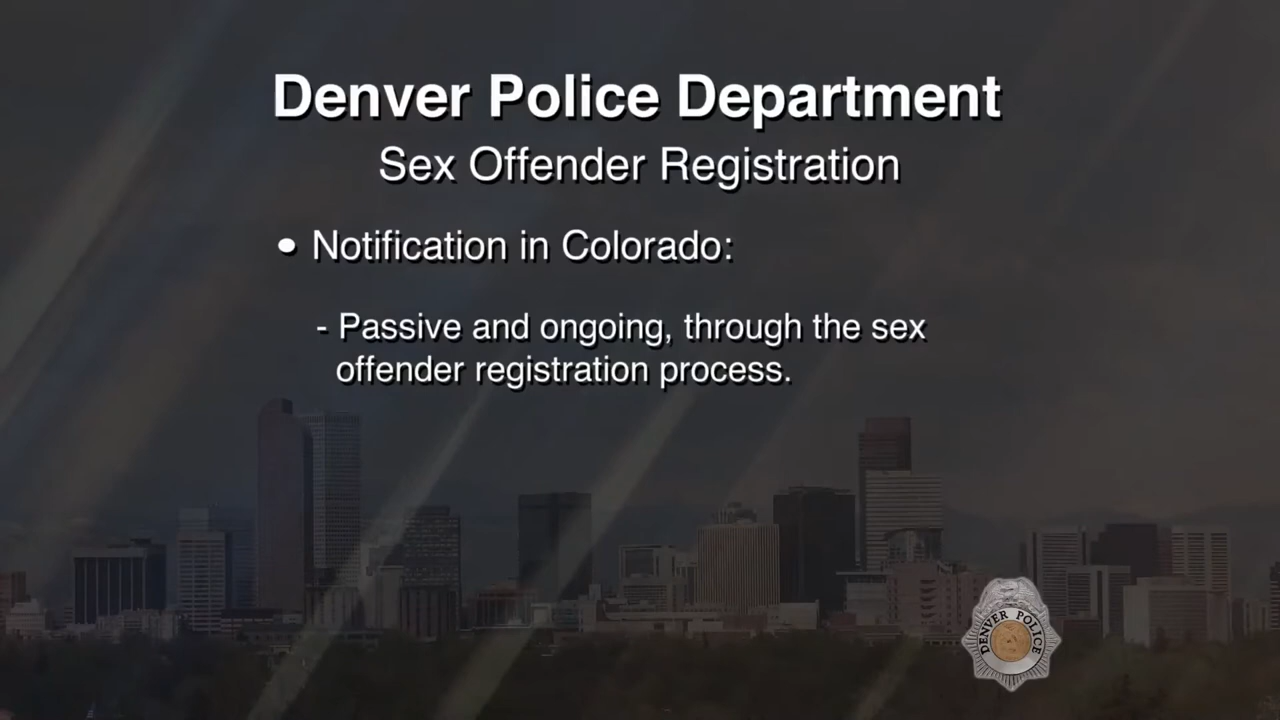 Denver Police Department
Sex Offender Registration
• Notification in Colorado:
- Passive and ongoing, through the sex
offender registration process.
DENVER POLICE